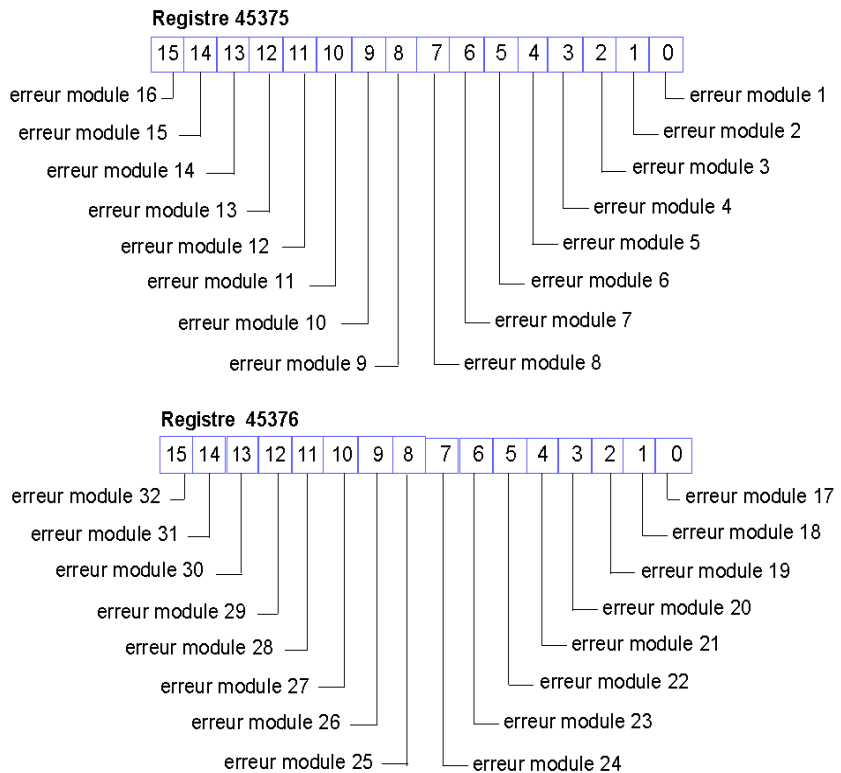 Registre 45375
15 14 13 12 11 10 9 8 7 6 5 4 3 2 1 0
erreur module 16
erreur module 1
erreur module 15
erreur module 2
erreur module 14
erreur module 3
erreur module 13
erreur module 4
erreur module 12
erreur module 5
erreur module 11
erreur module 6
erreur module 10
erreur module 7
erreur module 9
erreur module 8
Registre 45376
15 14 13 12 11 10 9 8 7 6 5 4 3 2 1 0
erreur module 32
erreur module 17
erreur module 31
erreur module 18
erreur module 30
erreur module 19
erreur module 29
erreur module 20
erreur module 28
erreur module 21
erreur module 27
erreur module 22
erreur module 26
erreur module 23
erreur module 25
erreur module 24